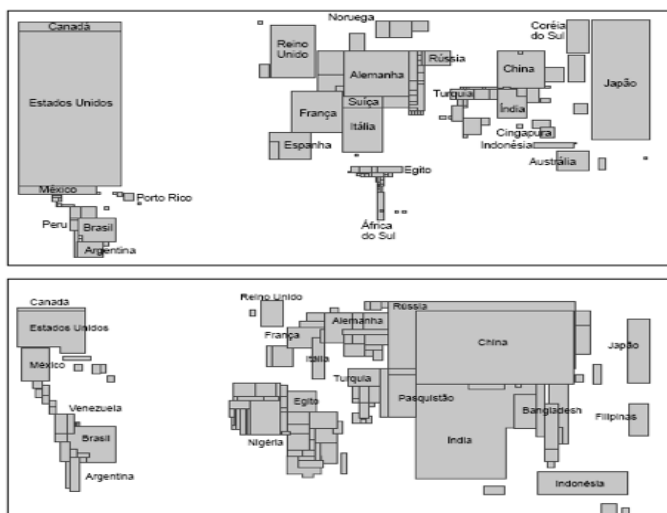 Canadá
Estados Unidos
México
Porto Rico
Peru
Brasil
Argentina
Noruega
Reino
Unido
Alemanha
Rússia
França
Suíça
Itália
Espanha
Egito
África
do Sul
Turquia
China
Índia
Coréia
do Sul
Japão
Cingapura
Indonésia
Austrália
Canadá
Estados Unidos
México
Venezuela
Brasil
Argentina
Reino Unido
França
Alemanha
Itália
Rússia
China
Japão
Turquia
Egito
Nigéria
Pasquistão
Índia
Bangladesh
Filipinas
Indonésia